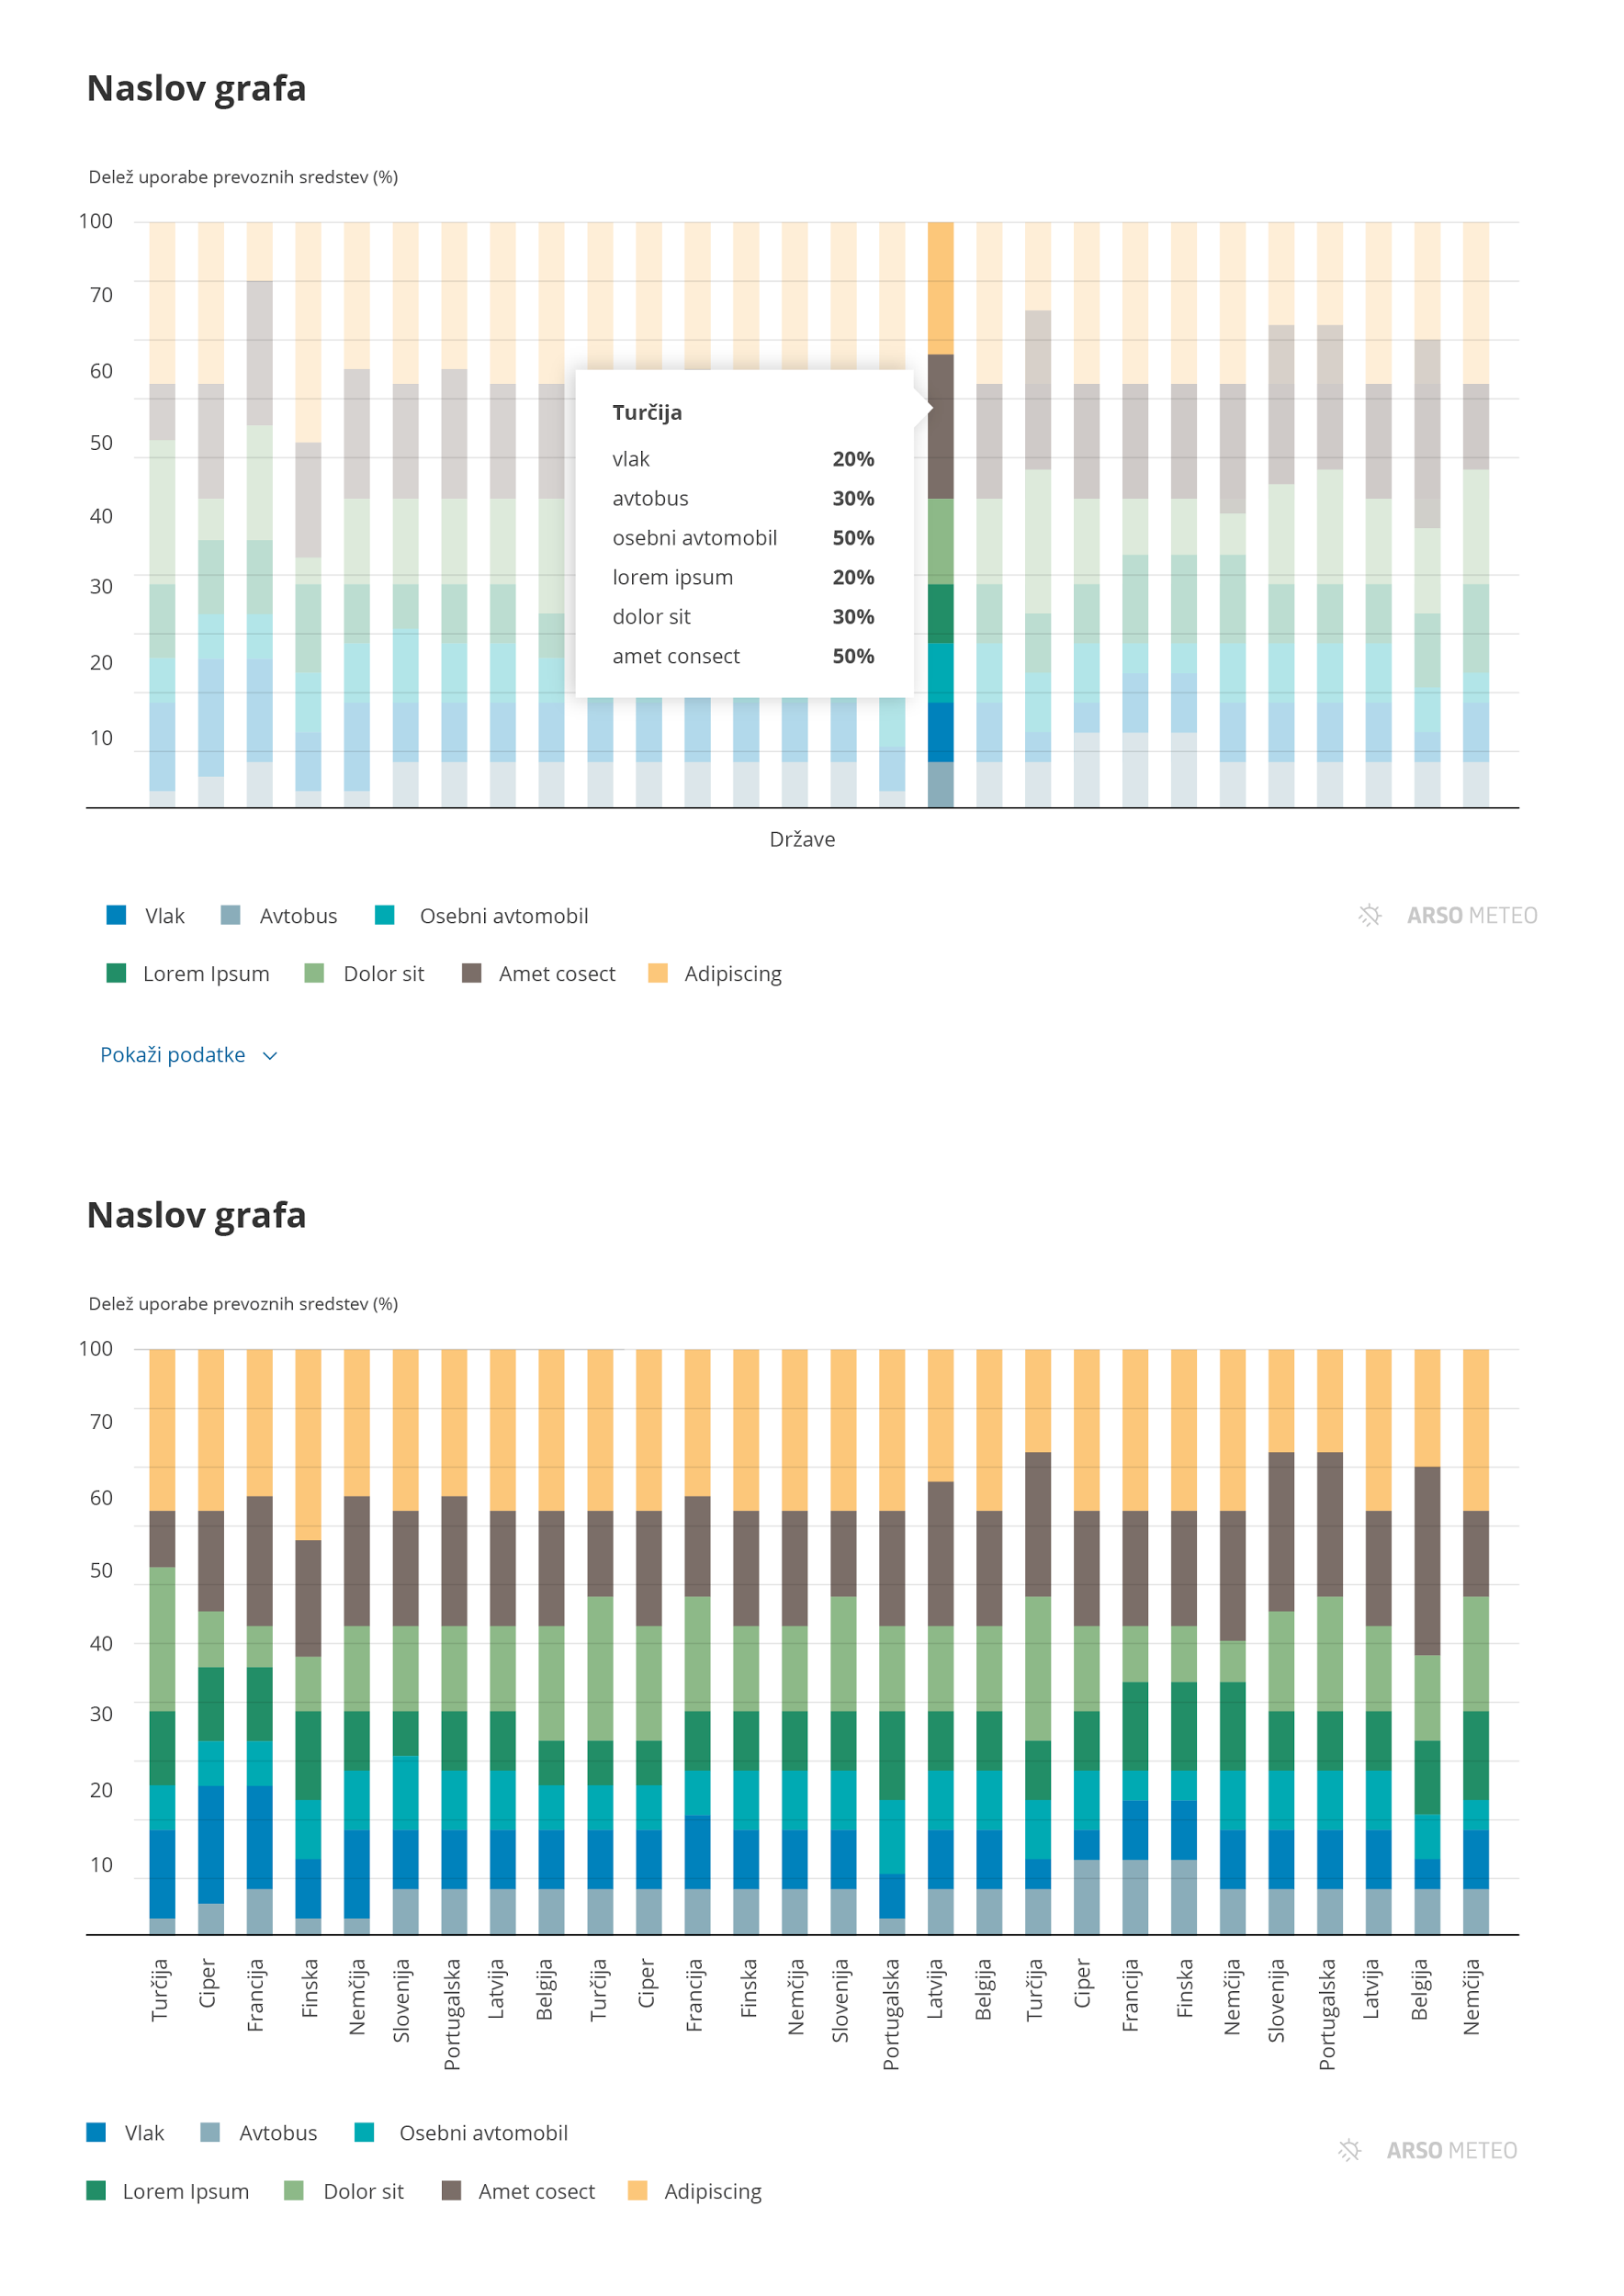 Naslov grafa
Delež uporabe prevoznih sredstev (%)
100
70
60
50
40
30
20
10
Turčija
vlak 20%
avtobus 30%
osebni avtomobil 50%
lorem ipsum 20%
dolor sit 30%
amet consect 50%
Države
Vlak Avtobus Osebni avtomobil
ARSO METEO
Lorem Ipsum Dolor sit Amet cosect Adipiscing
Pokaži podatke
Naslov grafa
Delež uporabe prevoznih sredstev (%)
100
70
60
50
40
30
20
10
Turčija
Ciper
Francija
Finska
Nemčija
Slovenija
Portugalska
Latvija
Belgija
Turčija
Ciper
Francija
Finska
Nemčija
Slovenija
Portugalska
Latvija
Belgija
Turčija
Ciper
Francija
Finska
Nemčija
Slovenija
Portugalska
Latvija
Belgija
Nemčija
Vlak Avtobus Osebni avtomobil
ARSO METEO
Lorem Ipsum Dolor sit Amet cosect Adipiscing